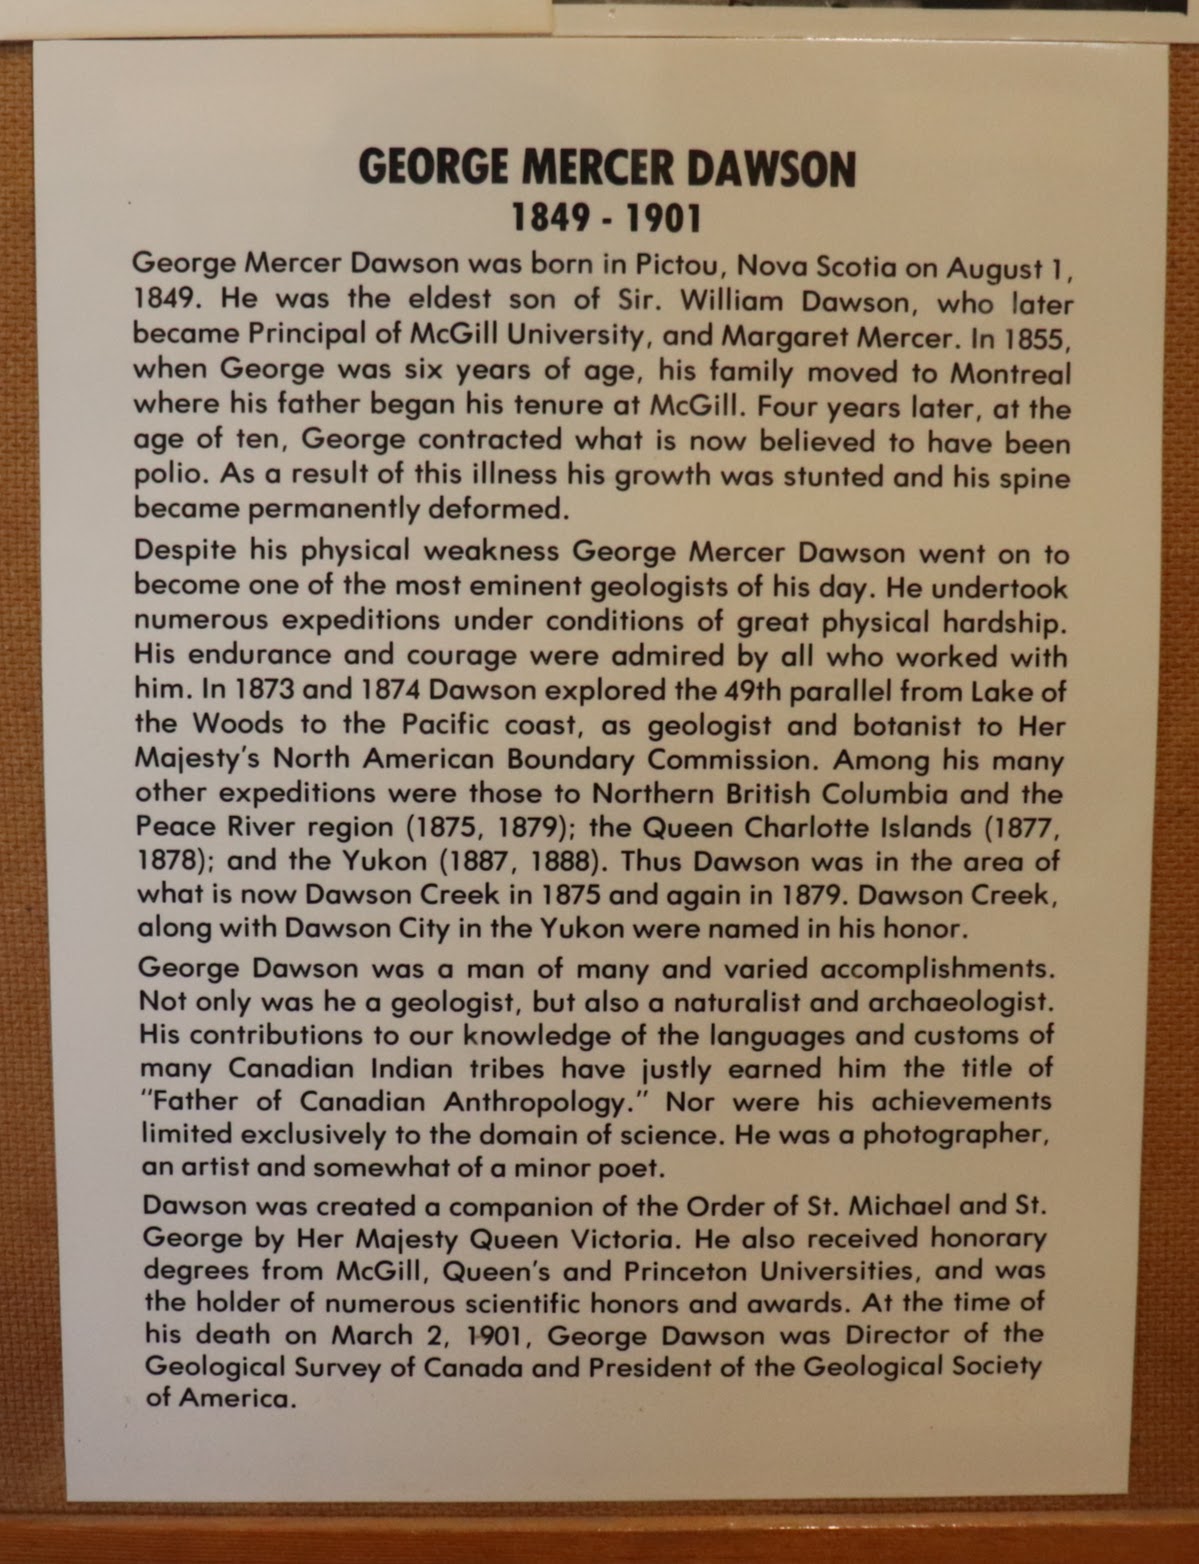 GEORGE MERCER DAWSON
1849 - 1901
George Mercer Dawson was born in Pictou, Nova Scotia on August 1,
1849. He was the eldest son of Sir. William Dawson, who later
became Principal of McGill University, and Margaret Mercer. In 1855,
when George was six years of age, his family moved to Montreal
where his father began his tenure at McGill. Four years later, at the
age of ten, George contracted what is now believed to have been
polio. As a result of this illness his growth was stunted and his spine
became permanently deformed.
Despite his physical weakness George Mercer Dawson went on to
become one of the most eminent geologists of his day. He undertook
numerous expeditions under conditions of great physical hardship.
His endurance and courage were admired by all who worked with
him. In 1873 and 1874 Dawson explored the 49th parallel from Lake of
the Woods to the Pacific coast, as geologist and botanist to Her
Majesty's North American Boundary Commission. Among his many
other expeditions were those to Northern British Columbia and the
Peace River region (1875, 1879); the Queen Charlotte Islands (1877,
1878); and the Yukon (1887, 1888). Thus Dawson was in the area of
what is now Dawson Creek in 1875 and again in 1879. Dawson Creek,
along with Dawson City in the Yukon were named in his honor.
George Dawson was a man of many and varied accomplishments.
Not only was he a geologist, but also a naturalist and archaeologist.
His contributions to our knowledge of the languages and customs of
many Canadian Indian tribes have justly earned him the title of
"Father of Canadian Anthropology." Nor were his achievements
limited exclusively to the domain of science. He was a photographer,
an artist and somewhat of a minor poet.
Dawson was created a companion of the Order of St. Michael and St.
George by Her Majesty Queen Victoria. He also received honorary
degrees from McGill, Queen's and Princeton Universities, and was
the holder of numerous scientific honors and awards. At the time of
his death on March 2, 1901, George Dawson was Director of the
Geological Survey of Canada and President of the Geological Society
of America.